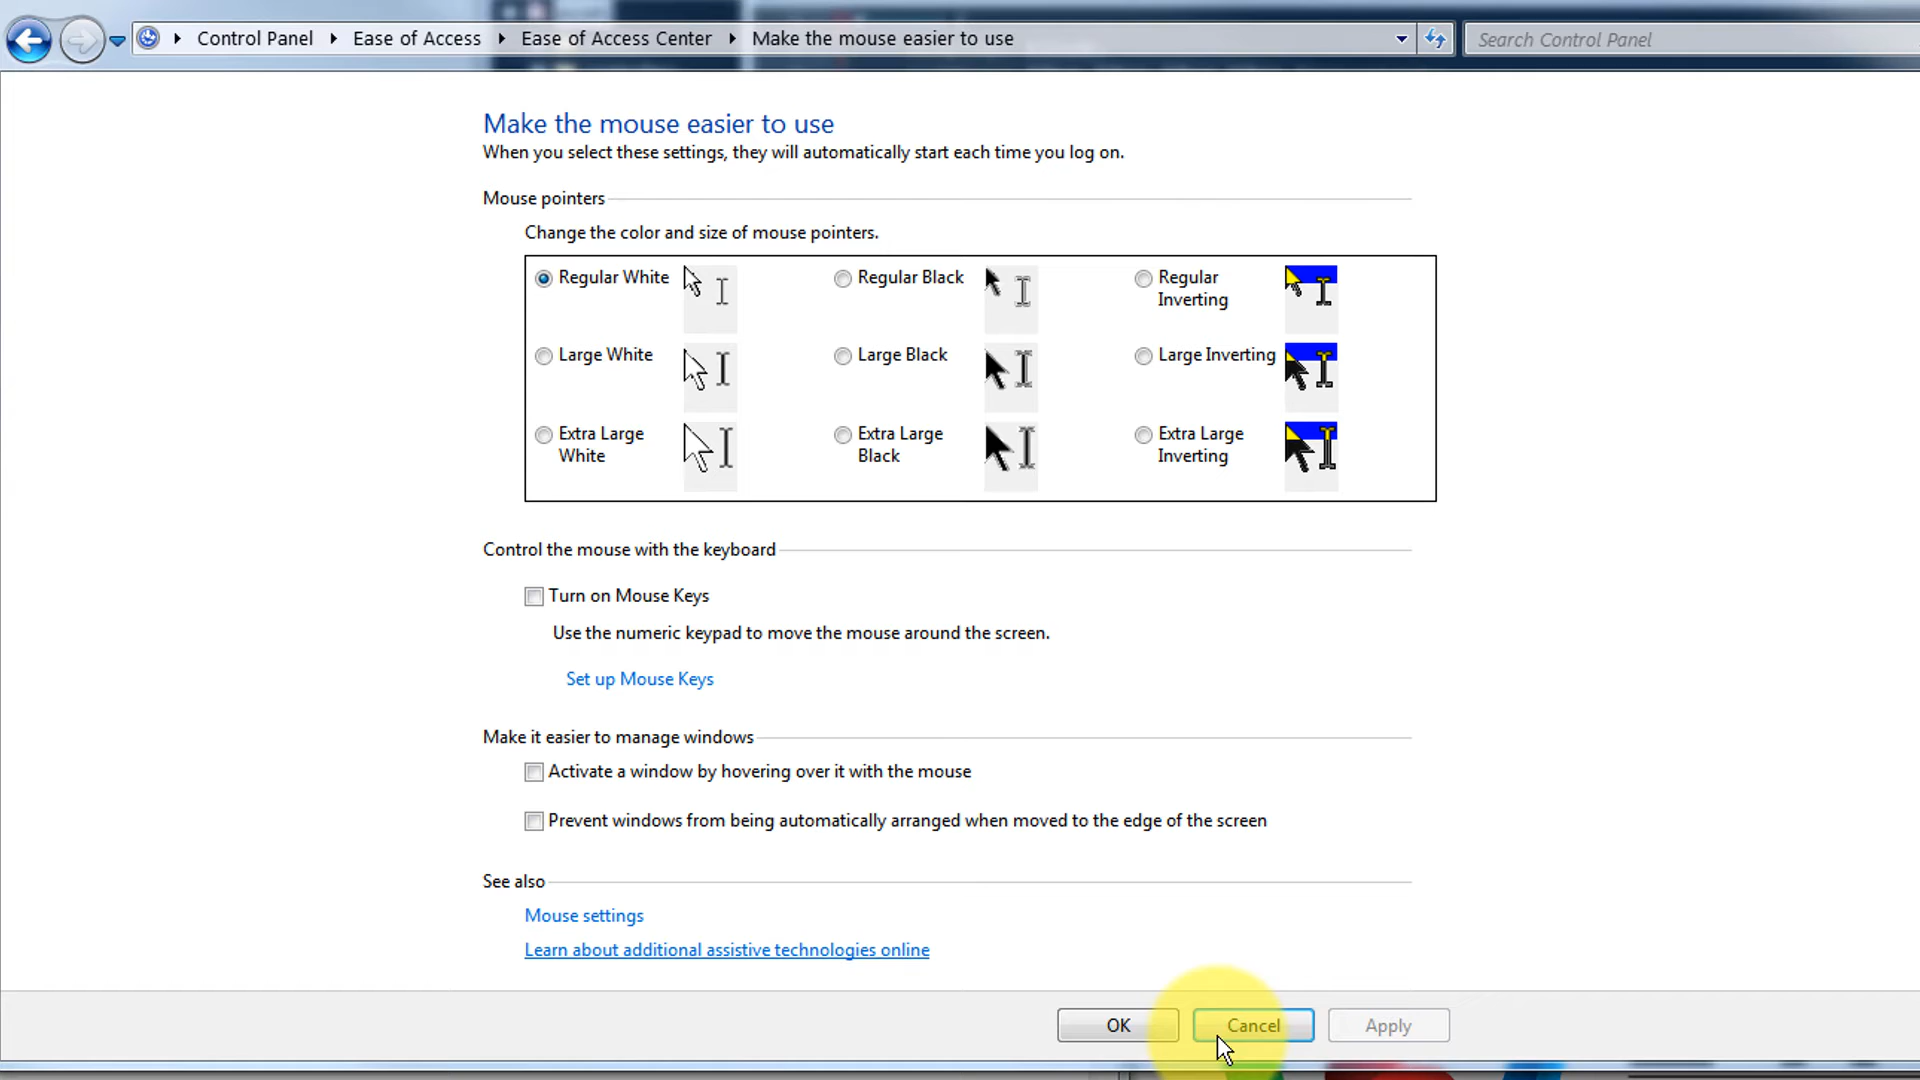 Control Panel Ease of Access Ease of Access Center Make the mouse easier to use
Search Control Panel
Make the mouse easier to use
When you select these settings, they will automatically start each time you log on.
Mouse pointers
Change the color and size of mouse pointers.
Regular White
Regular Black
Regular
Inverting
Large White
Large Black
Large Inverting
Extra Large
White
Extra Large
Black
Extra Large
Inverting
Control the mouse with the keyboard
Turn on Mouse Keys
Use the numeric keypad to move the mouse around the screen.
Set up Mouse Keys
Make it easier to manage windows
Activate a window by hovering over it with the mouse
Prevent windows from being automatically arranged when moved to the edge of the screen
See also
Mouse settings
Learn about additional assistive technologies online
OK
Cancel
Apply